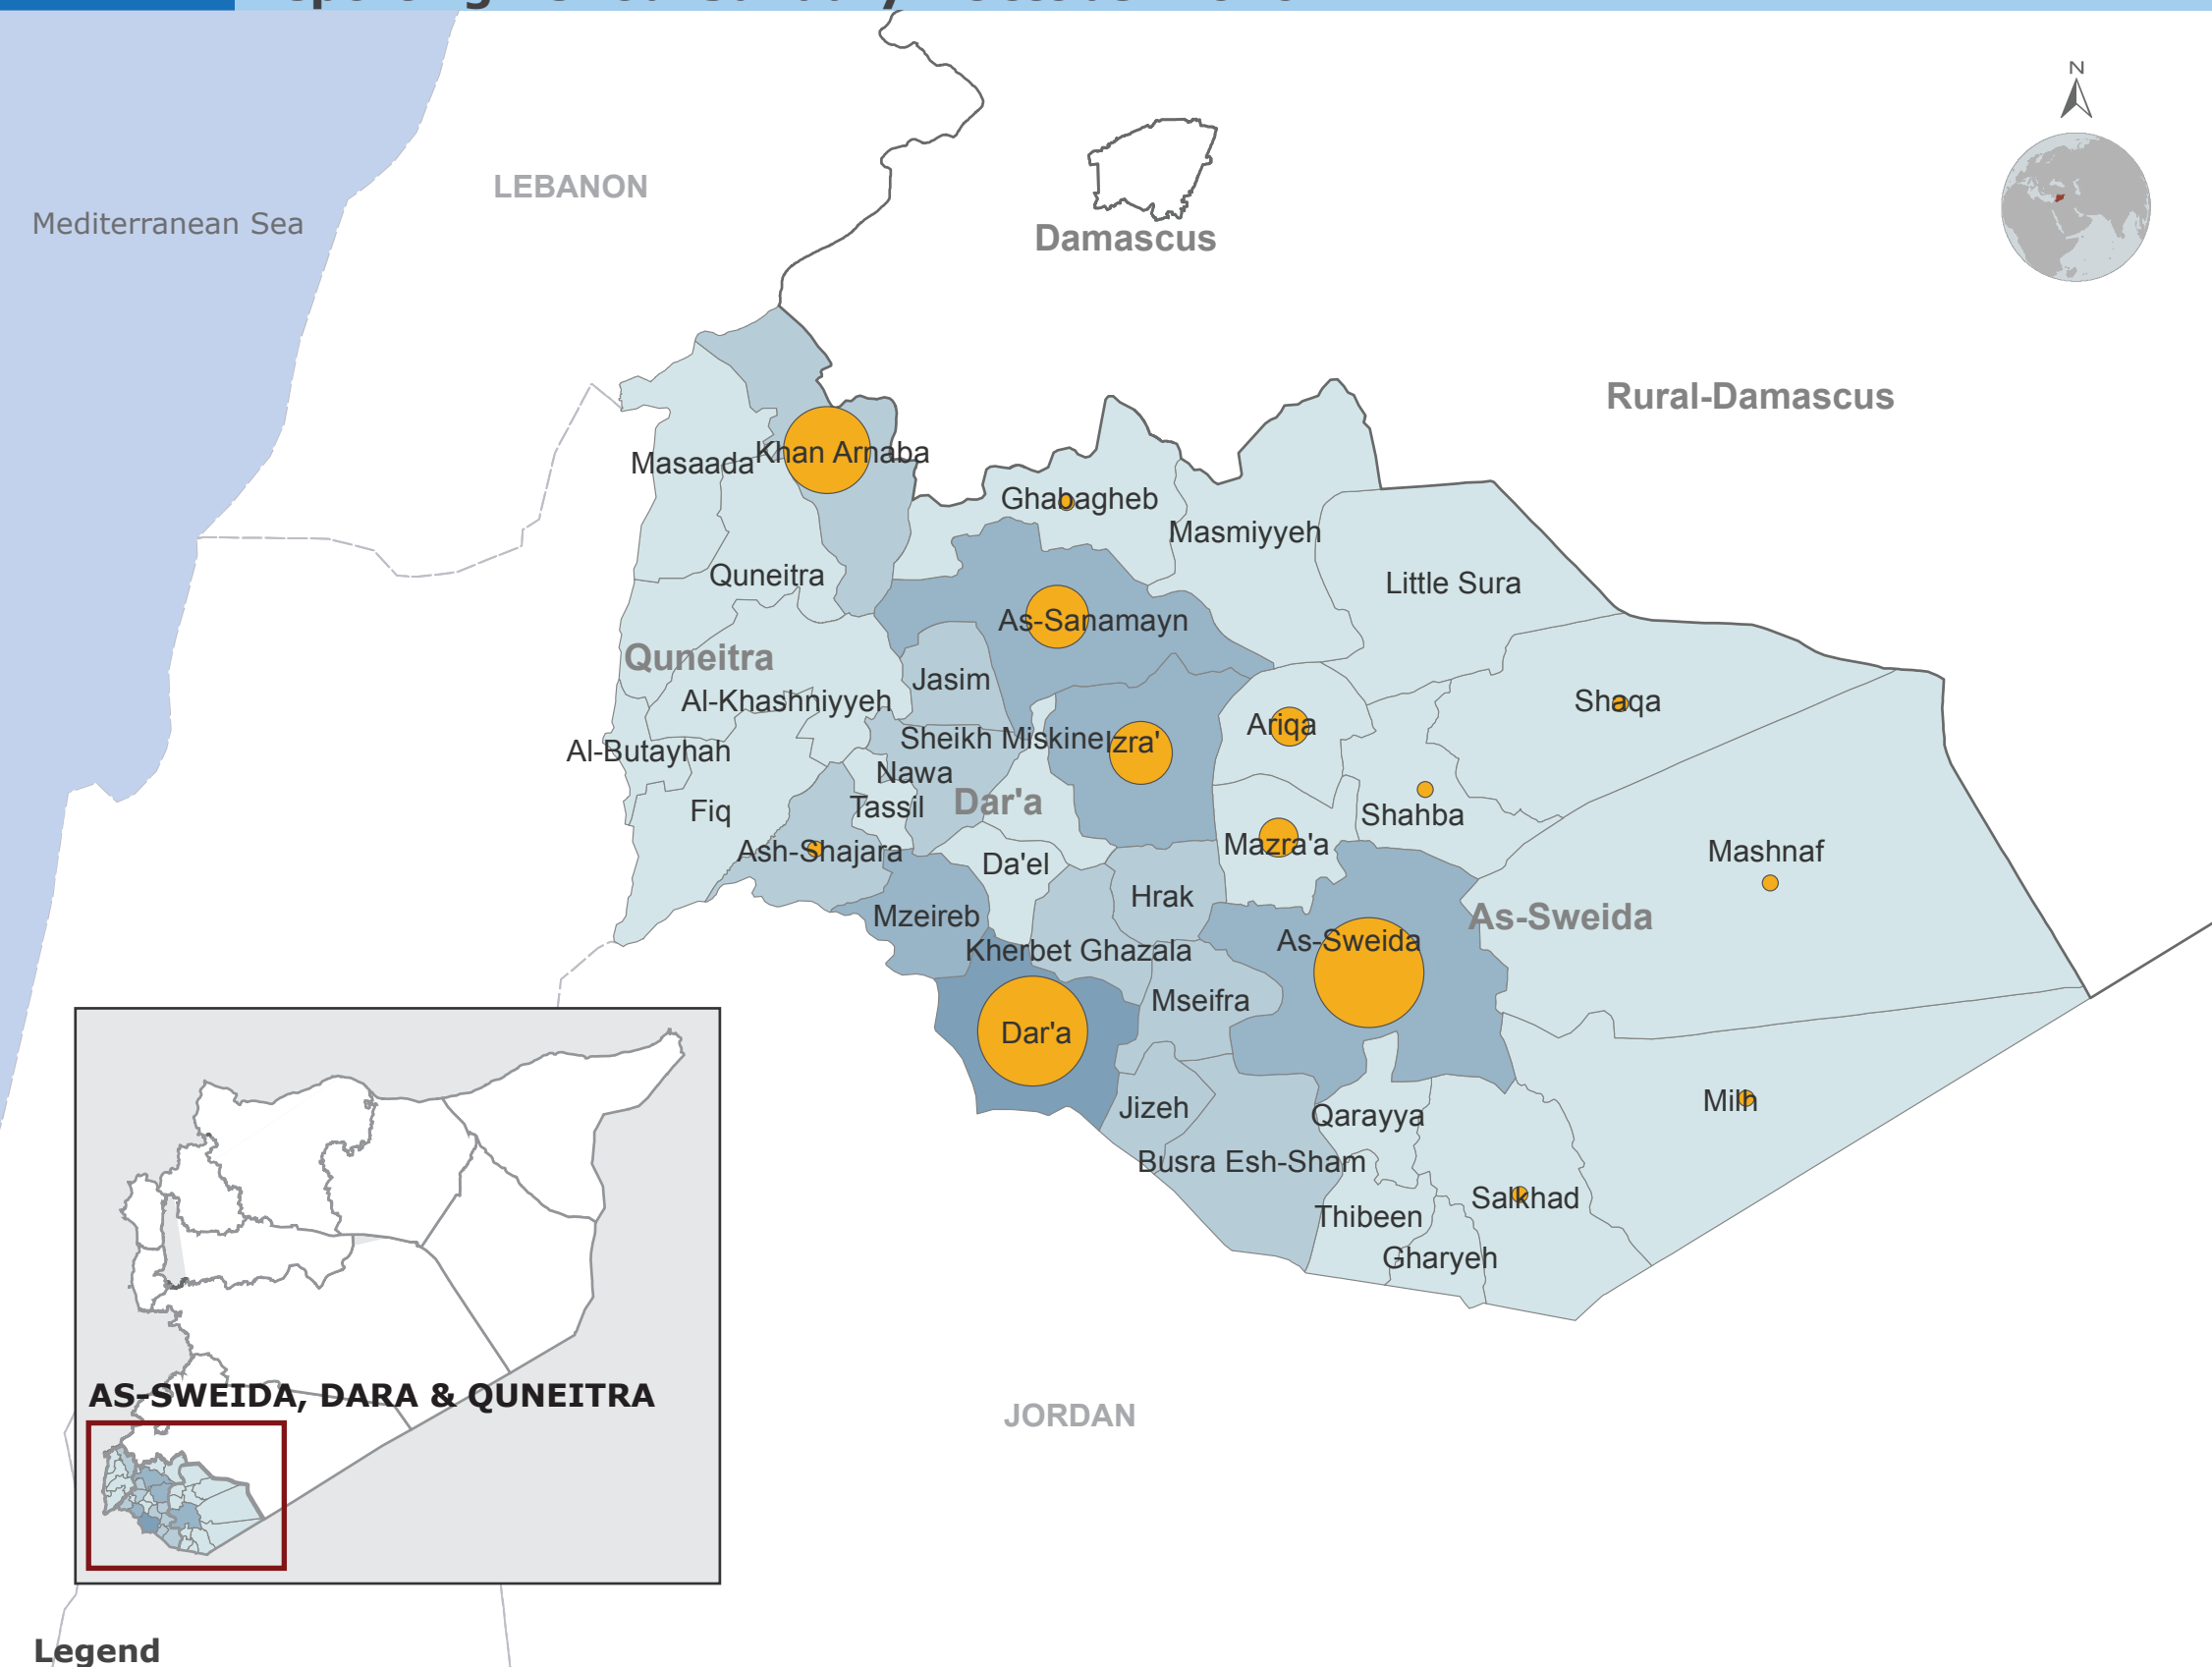 N
LEBANON
Mediterranean Sea
Damascus
Rural-Damascus
Khan Arnaba
Masaada
Ghabagheb
Masmiyyeh
Quneitra
Little Sura
As-Sanamayn
Quneitra
Jasim
Al-Khashniyyeh
Shaqa
Ariqa
Sheikh Miskine
Izra'
Al-Butayhah
Nawa
Dar'a
Tassil
Fiq
Shahba
Mazra'a
Ash-Shajara
Mashnaf
Da'el
Hrak
Mzeireb
As-Sweida
As-Sweida
Kherbet Ghazala
Mseifra
Dar'a
Milh
Jizeh
Qarayya
Busra Esh-Sham
Salkhad
Thibeen
Gharyeh
AS-SWEIDA, DARA & QUNEITRA
JORDAN
Legend